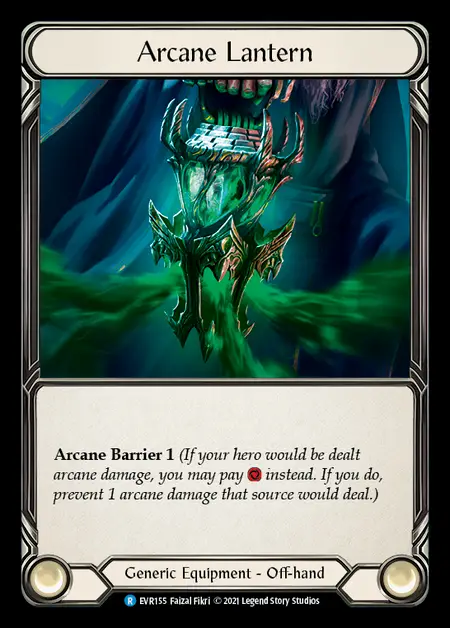 Arcane Lantern
Arcane Barrier 1 (If your hero would be dealt
arcane damage, you may pay instead. If you do,
prevent 1 arcane damage that source would deal.)
Generic Equipment - Off-hand
R EVR155 Faizal Fikri © 2021 Legend Story Studios